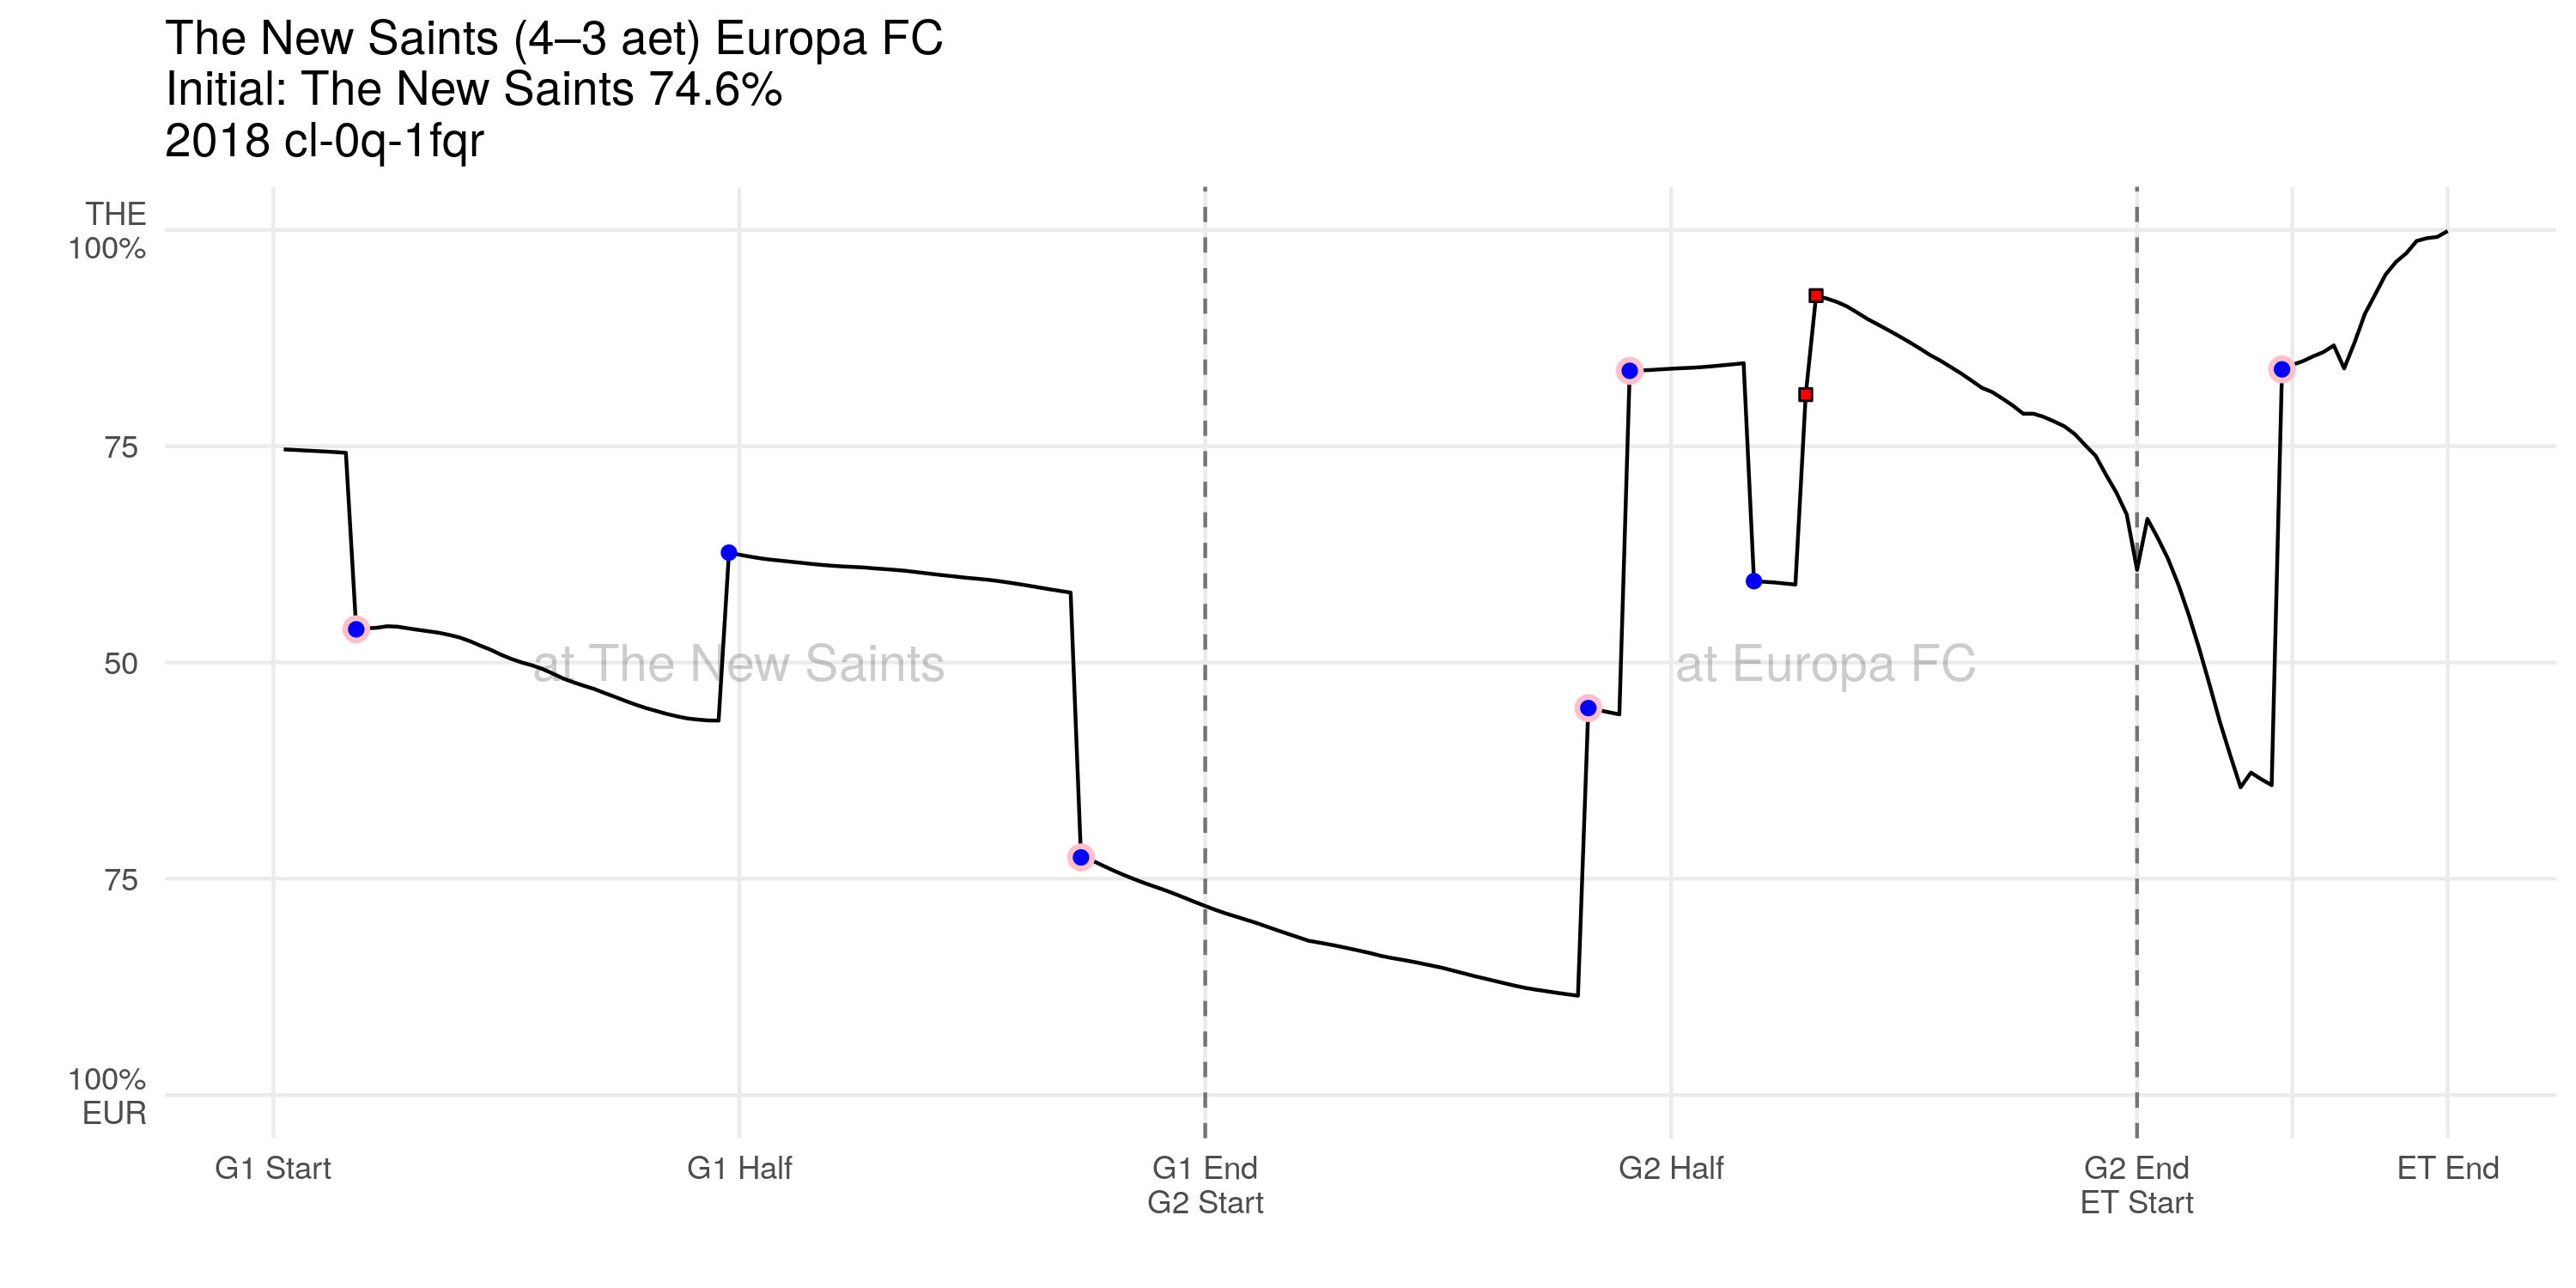 The New Saints (4–3 aet) Europa FC
Initial: The New Saints 74.6%
2018 cl-0q-1fqr
THE
100%
75
50
75
100%
EUR
at The New Saints
at Europa FC
G1 Start
G1 Half
G1 End
G2 Start
G2 Half
G2 End
ET Start
ET End